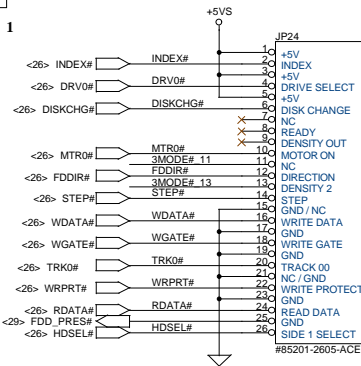 +5VS
1
JP24
1 +5V
<26> INDEX# INDEX# 2 INDEX
3 +5V
<26> DRV0# DRV0# 4 DRIVE SELECT
5 +5V
<26> DISKCHG# DISKCHG# 6 DISK CHANGE
7 NC
8 READY
9 DENSITY OUT
<26> MTR0# MTR0# 10 MOTOR ON
3MODE#_11 11 NC
<26> FDDIR# FDDIR# 12 DIRECTION
3MODE#_13 13 DENSITY 2
<26> STEP# STEP# 14 STEP
15 GND / NC
<26> WDATA# WDATA# 16 WRITE DATA
17 GND
<26> WGATE# WGATE# 18 WRITE GATE
19 GND
<26> TRK0# TRK0# 20 TRACK 00
21 NC / GND
<26> WRPRT# WRPRT# 22 WRITE PROTECT
23 GND
<26> RDATA# RDATA# 24 READ DATA
<29> FDD_PRES# 25 GND
<26> HDSEL# HDSEL# 26 SIDE 1 SELECT
#85201-2605-ACE